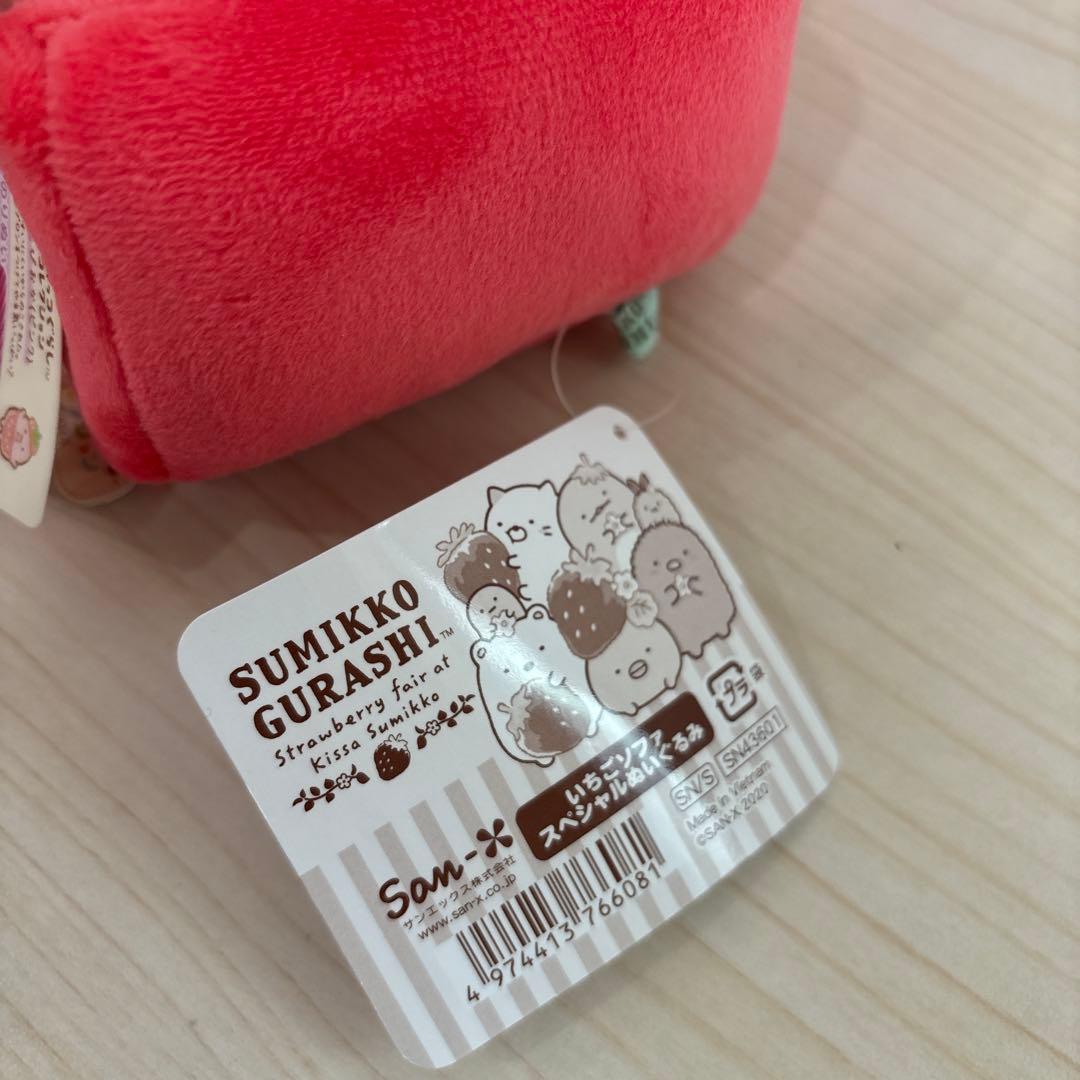 SUMIKKO
GURASHI™
strawberry fair at
kissa Sumikko
プラ
いちごソファ
スペシャルぬいぐるみ
SN/S SN43601
Made in Vietnam
©SAN-X 2020
San-X
サンエックス株式会社
www.san-x.co.jp
4 974413 766081